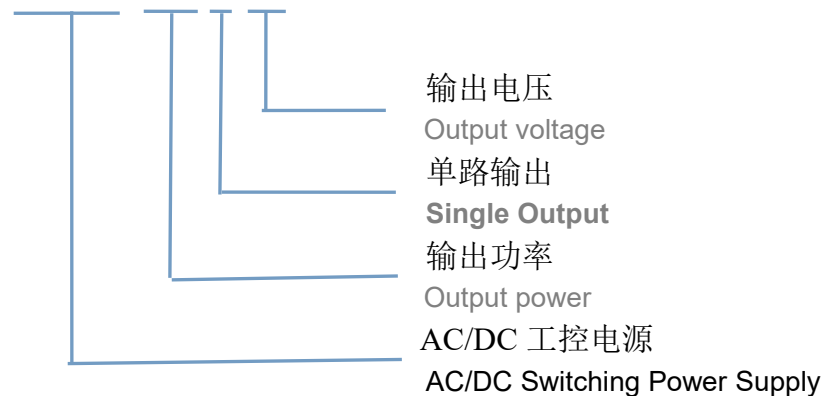 输出电压
Output voltage
单路输出
Single Output
输出功率
Output power
AC/DC 工控电源
AC/DC Switching Power Supply